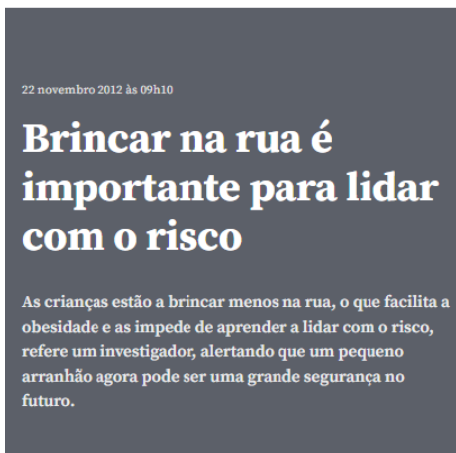 22 novembro 2012 às 09h10
Brincar na rua é
importante para lidar
com o risco
As crianças estão a brincar menos na rua, o que facilita a
obesidade e as impede de aprender a lidar com o risco,
refere um investigador, alertando que um pequeno
arranhão agora pode ser uma grande segurança no
futuro.